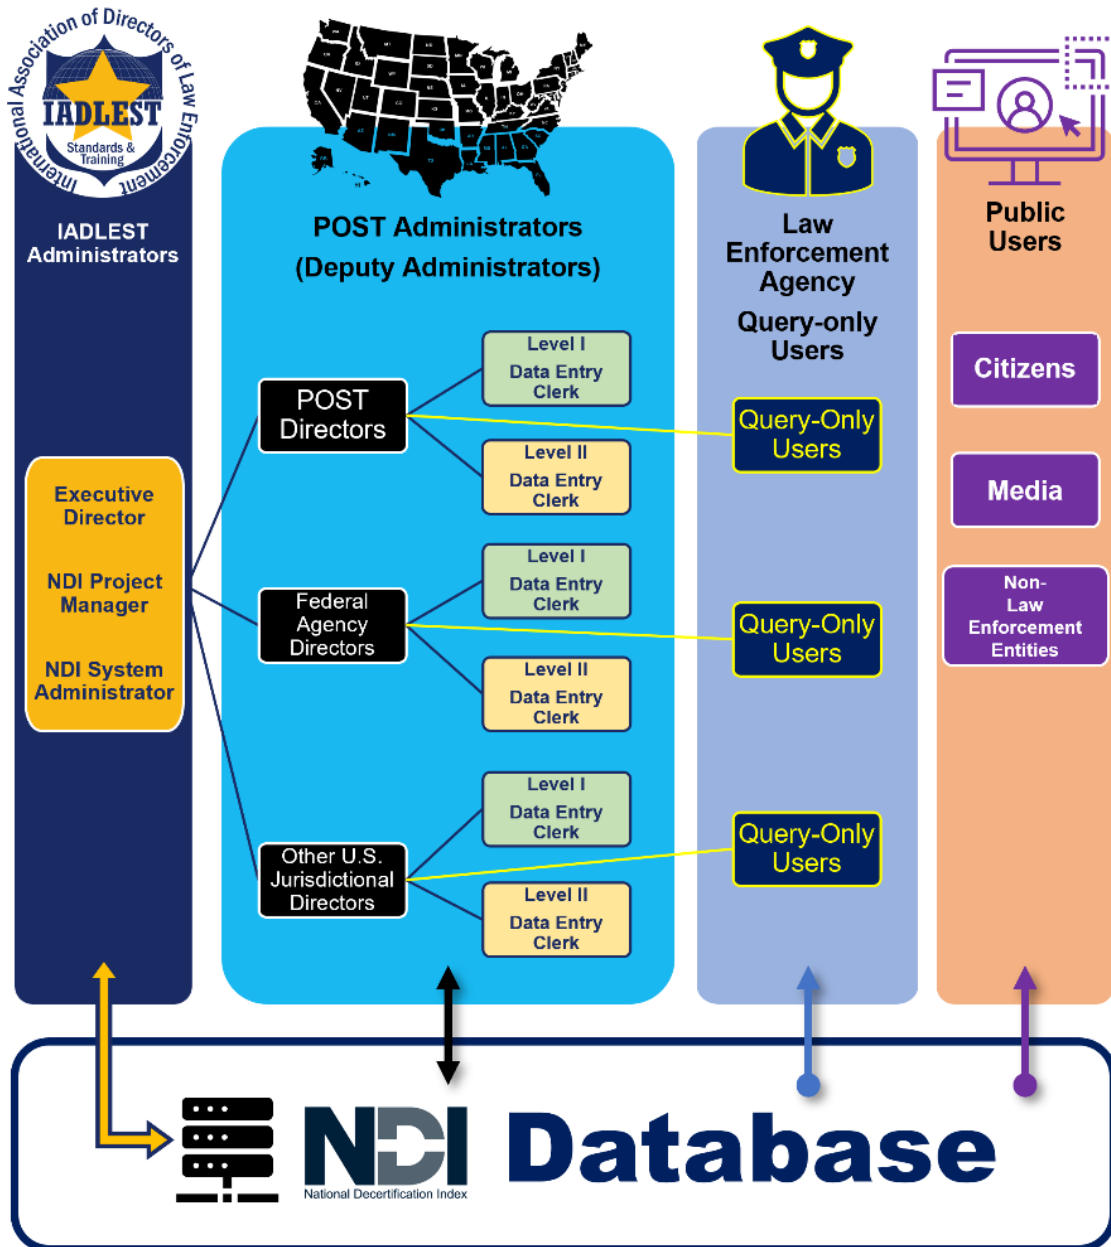 International Association of Directors of Law Enforcement
IADLEST
Standards &
Training
IADLEST
Administrators
Executive
Director
NDI Project
Manager
NDI System
Administrator
POST Administrators
(Deputy Administrators)
POST
Directors
Level I
Data Entry
Clerk
Level II
Data Entry
Clerk
Federal
Agency
Directors
Level I
Data Entry
Clerk
Level II
Data Entry
Clerk
Other U.S.
Jurisdictional
Directors
Level I
Data Entry
Clerk
Level II
Data Entry
Clerk
Law
Enforcement
Agency
Query-only
Users
Query-Only
Users
Query-Only
Users
Query-Only
Users
Public
Users
Citizens
Media
Non-
Law
Enforcement
Entities
NDI
National Decertification Index
Database